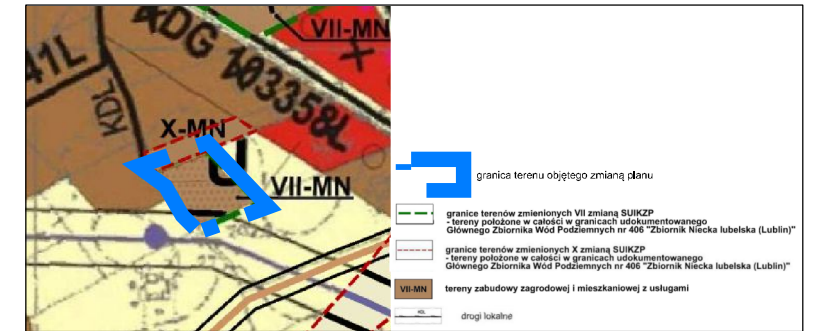 VII-MN
KDG 103358L
41L
KDL
X-MN
U
VII-MN
granica terenu objętego zmianą planu
granice terenów zmienionych VII zmianą SUIKZP
- tereny położone w całości w granicach udokumentowanego
Głównego Zbiornika Wód Podziemnych nr 406 "Zbiornik Niecka lubelska (Lublin)"
granice terenów zmienionych X zmianą SUIKZP
- tereny położone w całości w granicach udokumentowanego
Głównego Zbiornika Wód Podziemnych nr 406 "Zbiornik Niecka lubelska (Lublin)"
VII-MN tereny zabudowy zagrodowej i mieszkaniowej z usługami
KDL drogi lokalne